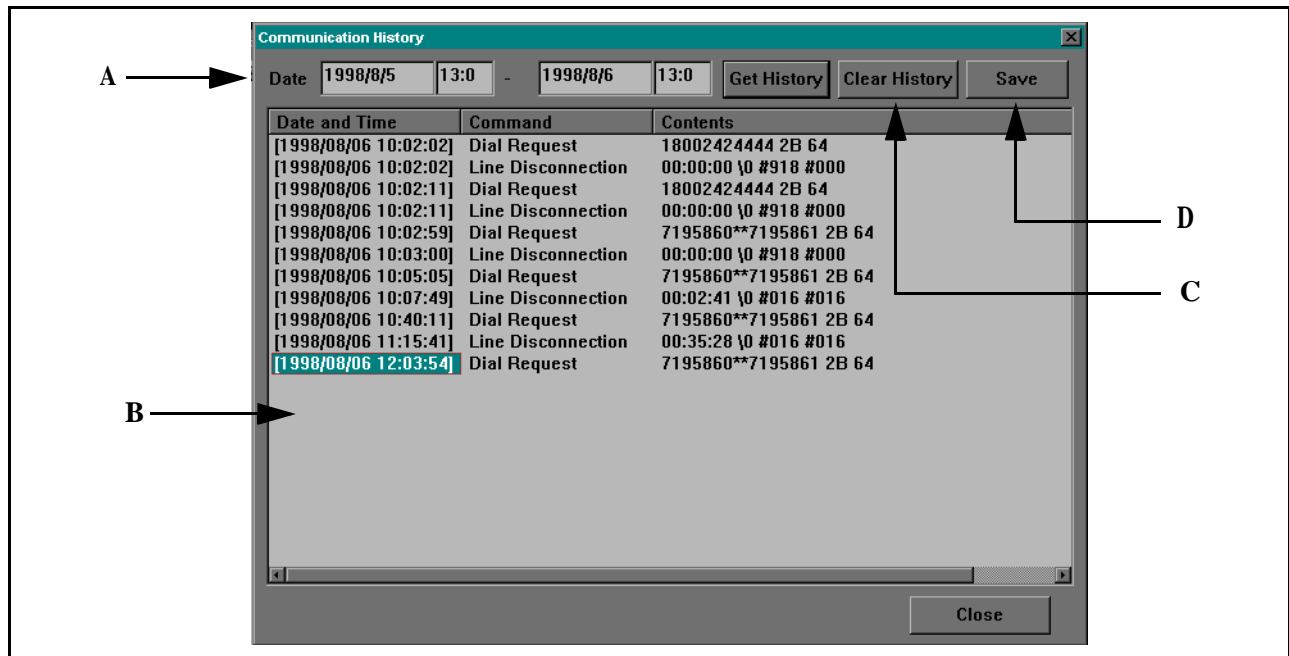 Communication History
A
Date 1998/8/5 13:0 - 1998/8/6 13:0 Get History Clear History Save
Date and Time Command Contents
[1998/08/06 10:02:02] Dial Request 18002424444 2B 64
[1998/08/06 10:02:02] Line Disconnection 00:00:00 \0 #918 #000
[1998/08/06 10:02:11] Dial Request 18002424444 2B 64
[1998/08/06 10:02:11] Line Disconnection 00:00:00 \0 #918 #000
[1998/08/06 10:02:59] Dial Request 7195860**7195861 2B 64
[1998/08/06 10:03:00] Line Disconnection 00:00:00 \0 #918 #000
[1998/08/06 10:05:05] Dial Request 7195860**7195861 2B 64
[1998/08/06 10:07:49] Line Disconnection 00:02:41 \0 #016 #016
[1998/08/06 10:40:11] Dial Request 7195860**7195861 2B 64
[1998/08/06 11:15:41] Line Disconnection 00:35:28 \0 #016 #016
[1998/08/06 12:03:54] Dial Request 7195860**7195861 2B 64
D
C
B
Close